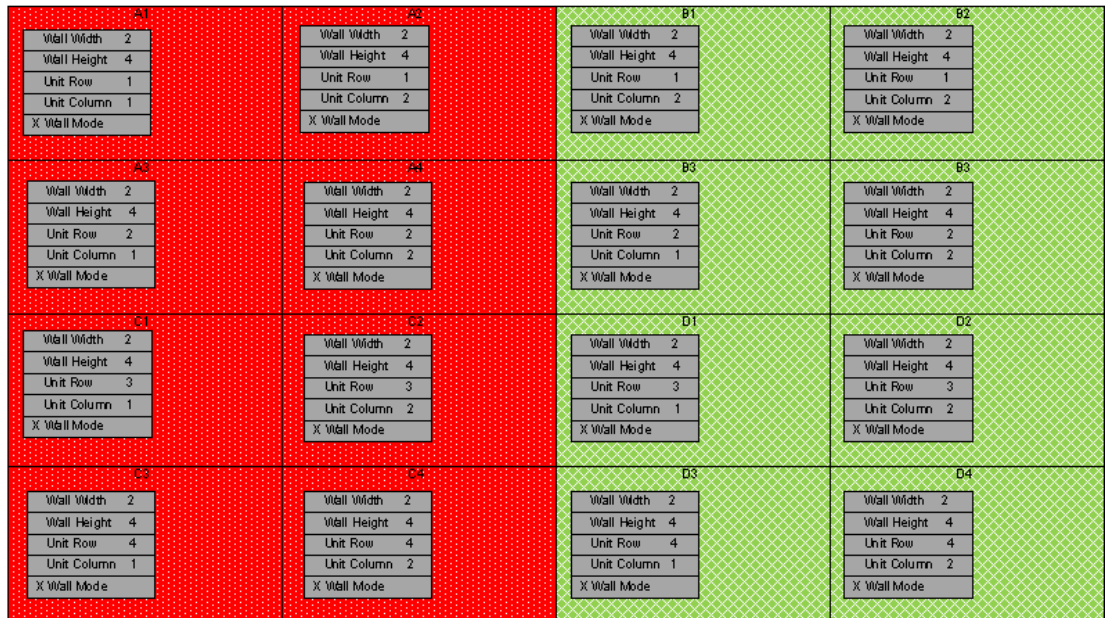 A1
Wall Width 2
Wall Height 4
Unit Row 1
Unit Column 1
X Wall Mode
A2
Wall Width 2
Wall Height 4
Unit Row 1
Unit Column 2
X Wall Mode
B1
Wall Width 2
Wall Height 4
Unit Row 1
Unit Column 2
X Wall Mode
B2
Wall Width 2
Wall Height 4
Unit Row 1
Unit Column 2
X Wall Mode
A3
Wall Width 2
Wall Height 4
Unit Row 2
Unit Column 1
X Wall Mode
A4
Wall Width 2
Wall Height 4
Unit Row 2
Unit Column 2
X Wall Mode
B3
Wall Width 2
Wall Height 4
Unit Row 2
Unit Column 1
X Wall Mode
B3
Wall Width 2
Wall Height 4
Unit Row 2
Unit Column 2
X Wall Mode
C1
Wall Width 2
Wall Height 4
Unit Row 3
Unit Column 1
X Wall Mode
C2
Wall Width 2
Wall Height 4
Unit Row 3
Unit Column 2
X Wall Mode
D1
Wall Width 2
Wall Height 4
Unit Row 3
Unit Column 1
X Wall Mode
D2
Wall Width 2
Wall Height 4
Unit Row 3
Unit Column 2
X Wall Mode
C3
Wall Width 2
Wall Height 4
Unit Row 4
Unit Column 1
X Wall Mode
C4
Wall Width 2
Wall Height 4
Unit Row 4
Unit Column 2
X Wall Mode
D3
Wall Width 2
Wall Height 4
Unit Row 4
Unit Column 1
X Wall Mode
D4
Wall Width 2
Wall Height 4
Unit Row 4
Unit Column 2
X Wall Mode